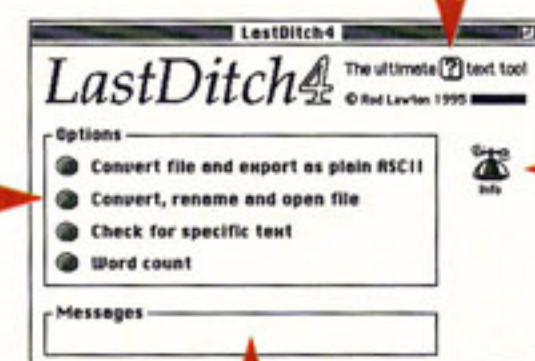 LastDitch4
LastDitch4
The ultimate ? text tool
© Rod Lawton 1995
Options
Convert file and export as plain ASCII
Convert, rename and open file
Check for specific text
Word count
Info
Messages